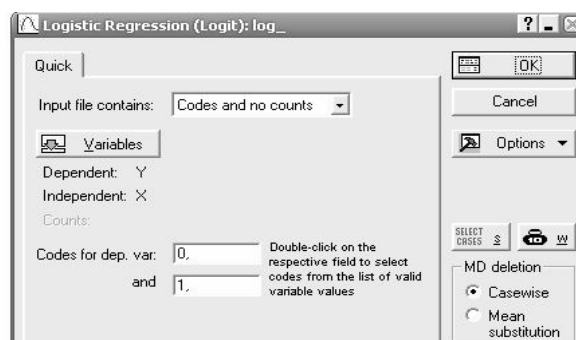 Logistic Regression (Logit): log_
Quick
Input file contains: Codes and no counts
Variables
Dependent: Y
Independent: X
Counts:
Codes for dep. var: 0,
and 1,
Double-click on the
respective field to select
codes from the list of valid
variable values
OK
Cancel
Options
SELECT
CASES S
W
MD deletion
Casewise
Mean
substitution